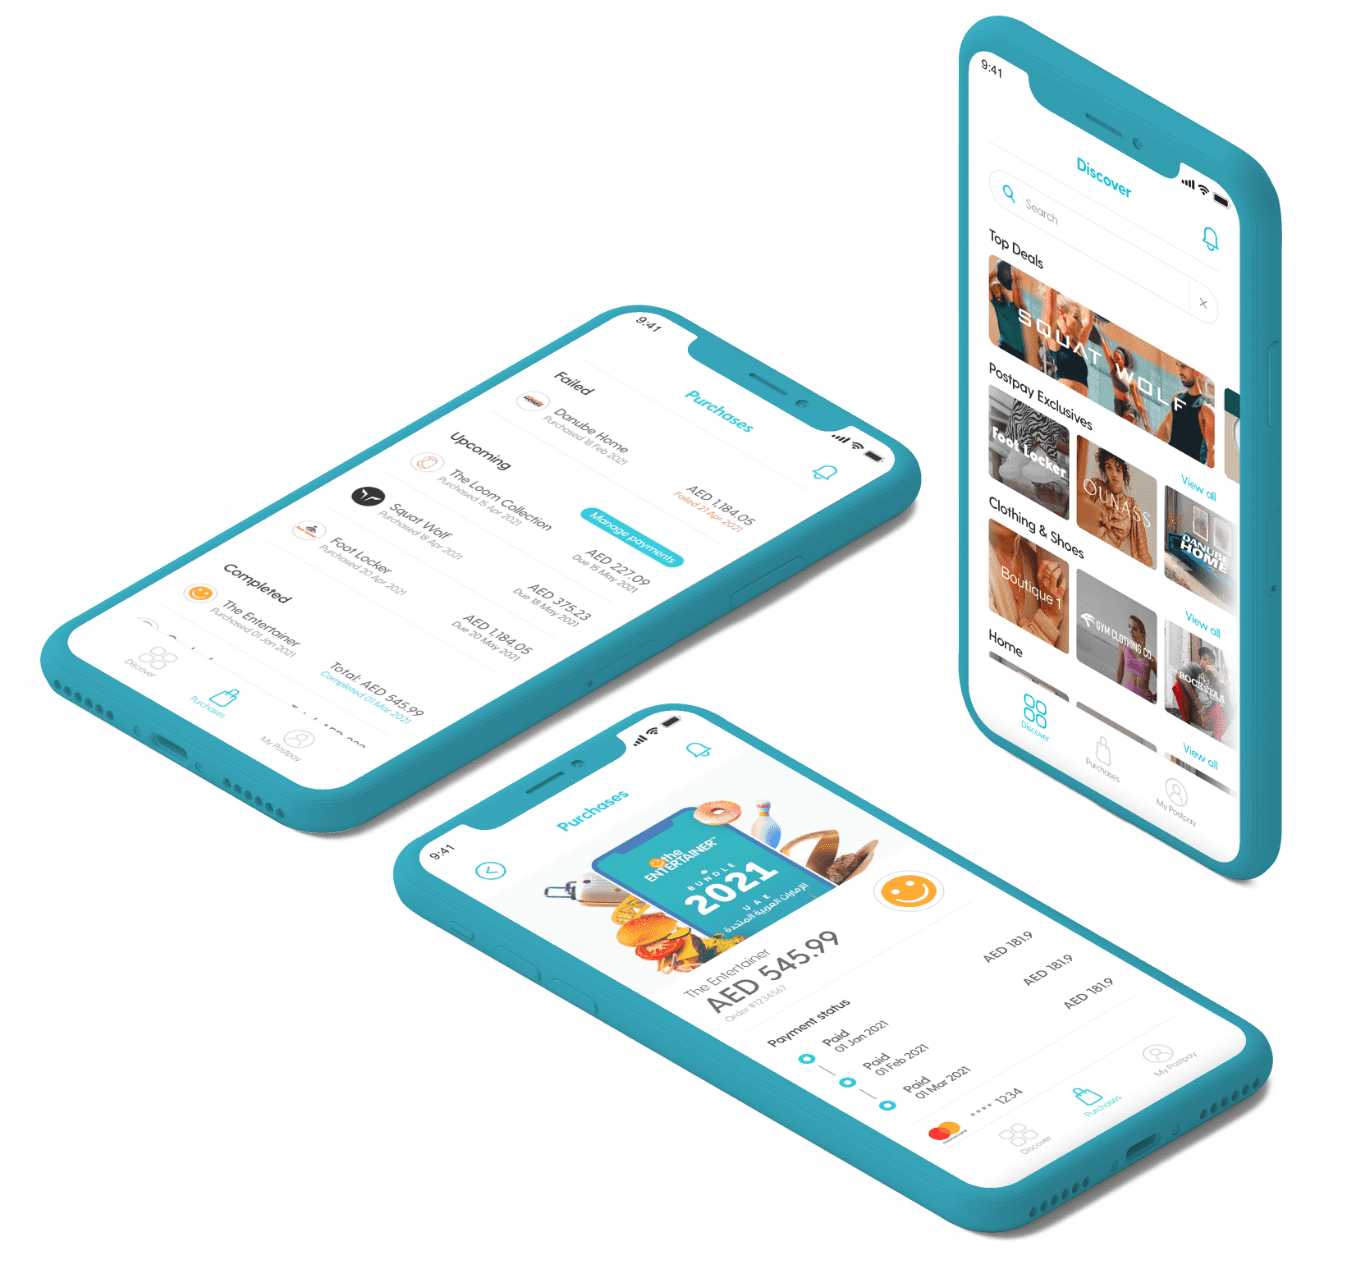 9:41
Purchases
Failed
Danube Home
Purchased 18 Feb 2021
AED 1,184.05
Failed 21 Apr 2021
Upcoming
Manage payments
The Loom Collection
Purchased 15 Apr 2021
AED 227.09
Due 15 May 2021
Squat Wolf
Purchased 18 Apr 2021
AED 375.23
Due 18 May 2021
Foot Locker
Purchased 20 Apr 2021
AED 1,184.05
Due 20 May 2021
Completed
The Entertainer
Purchased 01 Jan 2021
Total: AED 545.99
Completed 01 Mar 2021
Discover
Purchases
My Postpay
9:41
Discover
Search
Top Deals
SQUAT WOLF
Postpay Exclusives
View all
Foot Locker
OUNASS
DANUBE
HOME
Clothing & Shoes
View all
Boutique 1
GYM CLOTHING CO.
ROCKSTAA
Home
View all
Discover
Purchases
My Postpay
9:41
Purchases
the
ENTERTAINER
BUNDLE
2021
UAE
الإمارات العربية المتحدة
The Entertainer
AED 545.99
Order #1234567
Payment status
Paid
01 Jan 2021
AED 181.9
Paid
01 Feb 2021
AED 181.9
Paid
01 Mar 2021
AED 181.9
mastercard
**** 1234
Discover
Purchases
My Postpay